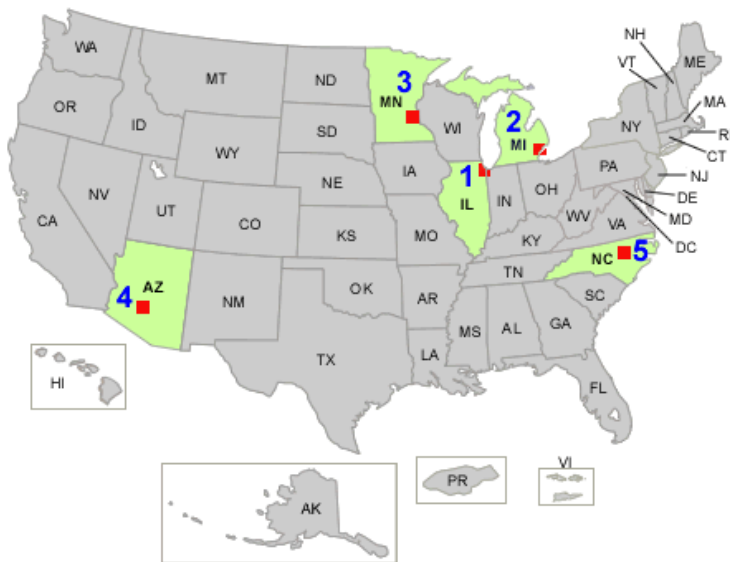 NH
WA
VT
ME
MT
ND
3
MN
OR
MA
2
ID
SD
WI
NY
R
MI
WY
CT
1
IA
PA
NJ
NE
IL
IN
OH
NV
DE
UT
WV
MD
CA
CO
VA
KS
MO
KY
DC
5
NC
TN
AZ
4
OK
NM
AR
SC
MS
AL
GA
LA
TX
HI
FL
VI
PR
AK